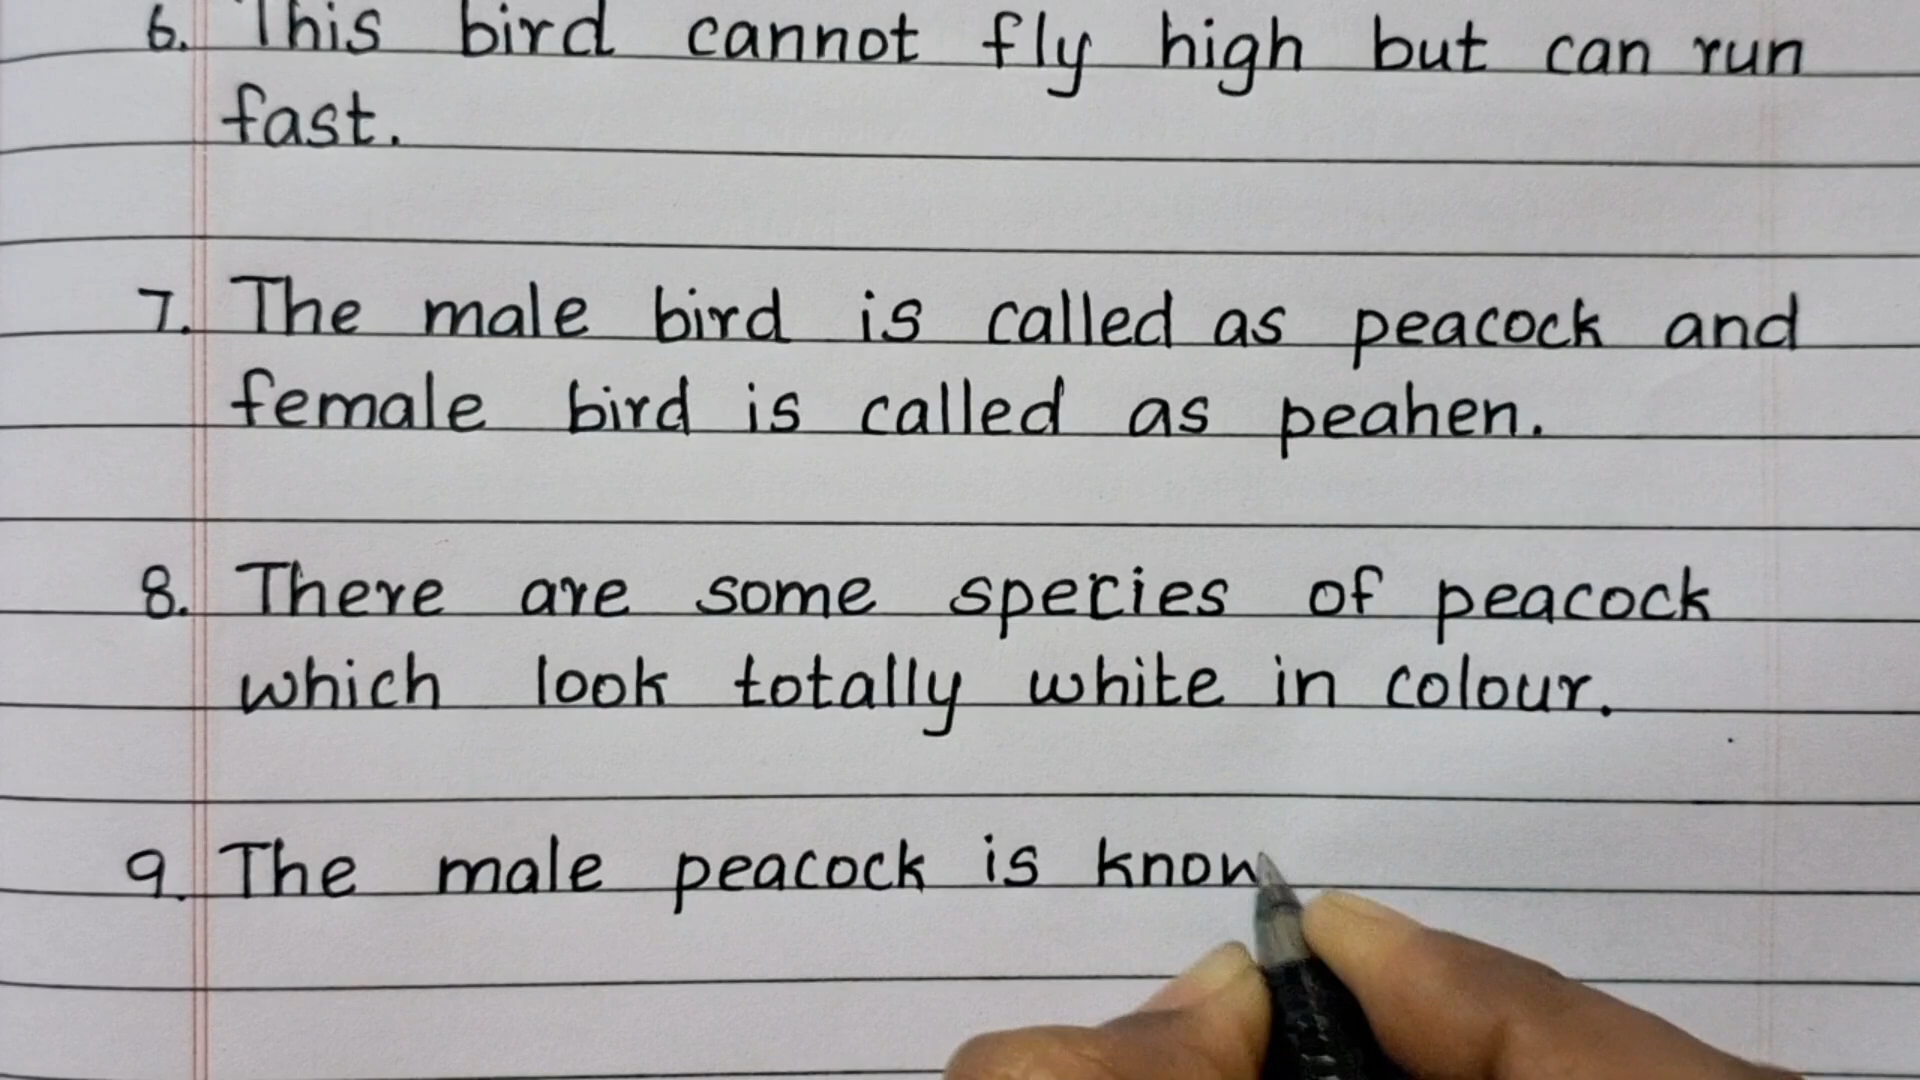 6. This bird cannot fly high but can run
fast.
7. The male bird is called as peacock and
female bird is called as peahen.
8. There are some species of peacock
which look totally white in colour.
9. The male peacock is know